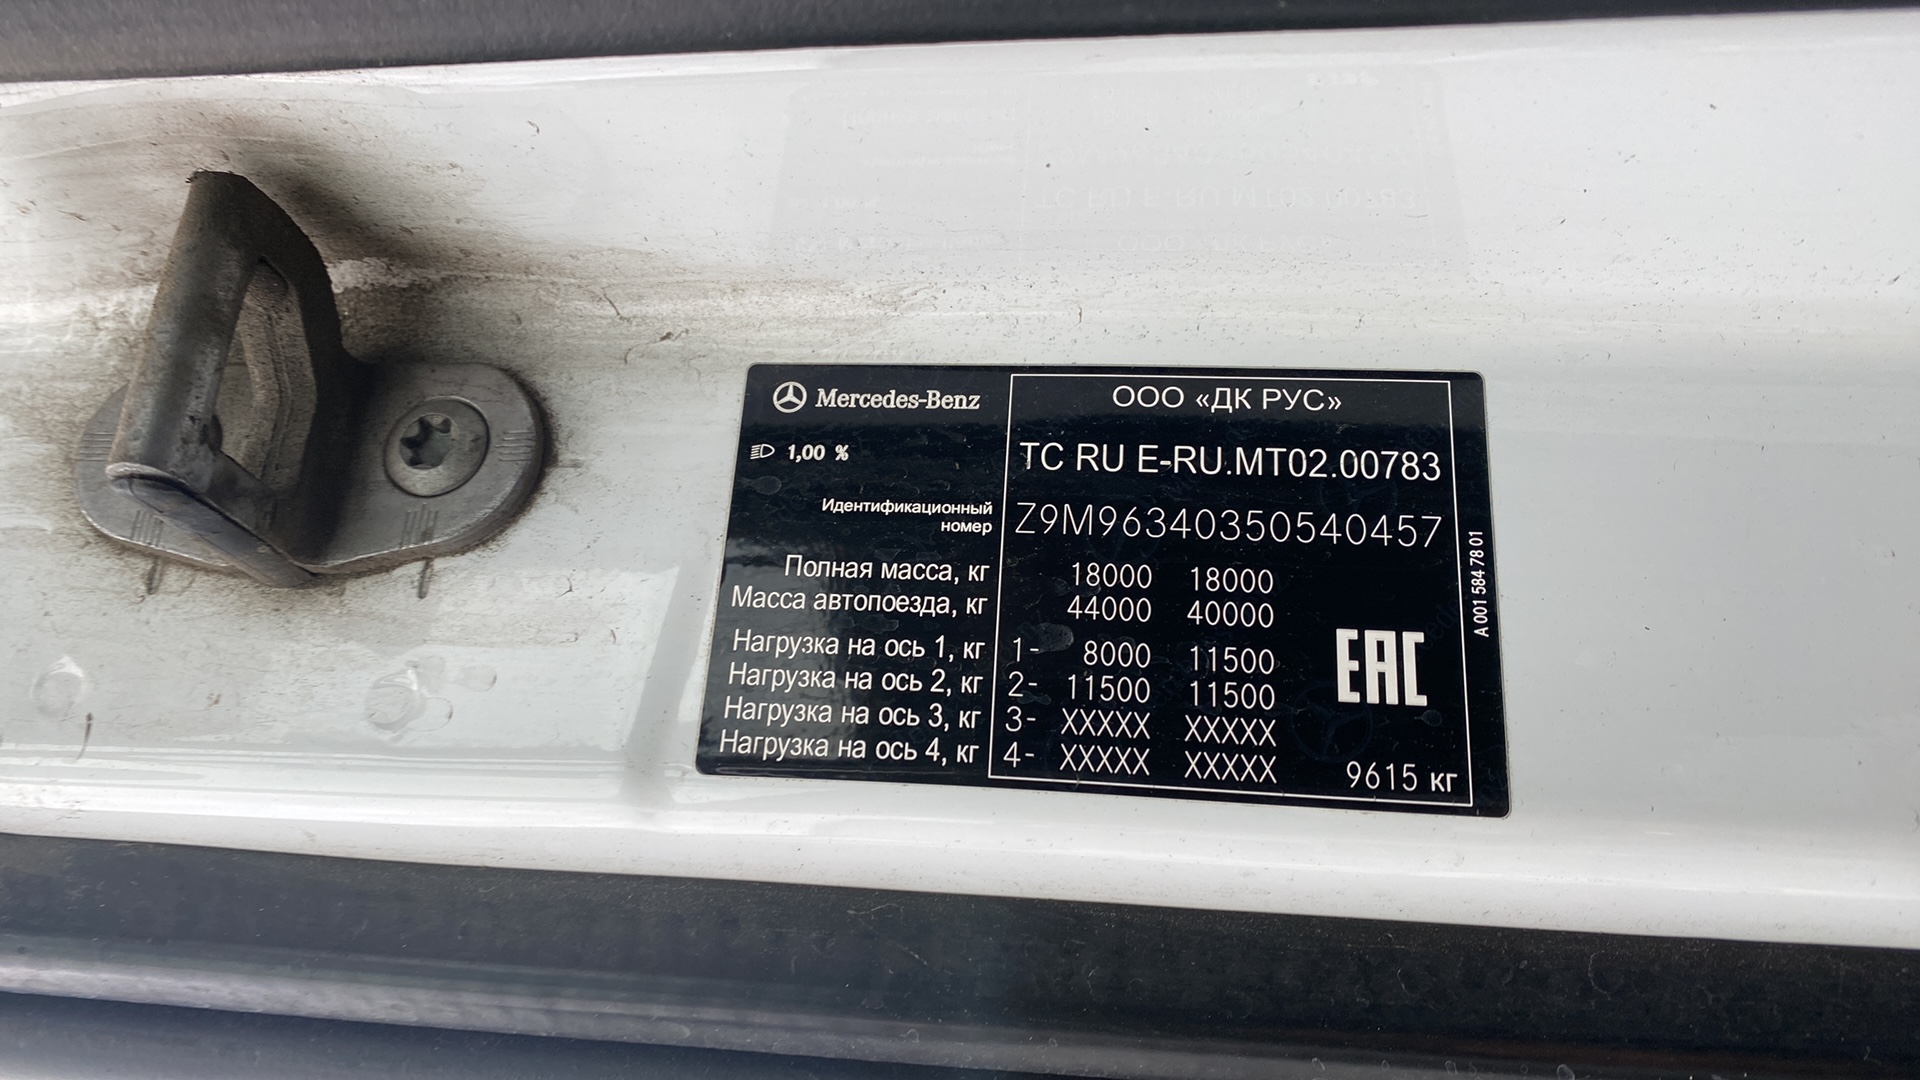 Mercedes-Benz
ООО «ДК РУС»
1,00 %
ТС RU E-RU.MT02.00783
Идентификационный номер
Z9M96340350540457
Полная масса, кг 18000 18000
Масса автопоезда, кг 44000 40000
Нагрузка на ось 1, кг 1- 8000 11500
Нагрузка на ось 2, кг 2- 11500 11500
Нагрузка на ось 3, кг 3- XXXXX XXXXX
Нагрузка на ось 4, кг 4- XXXXX XXXXX
EAC
9615 кг
A 001 584 78 01